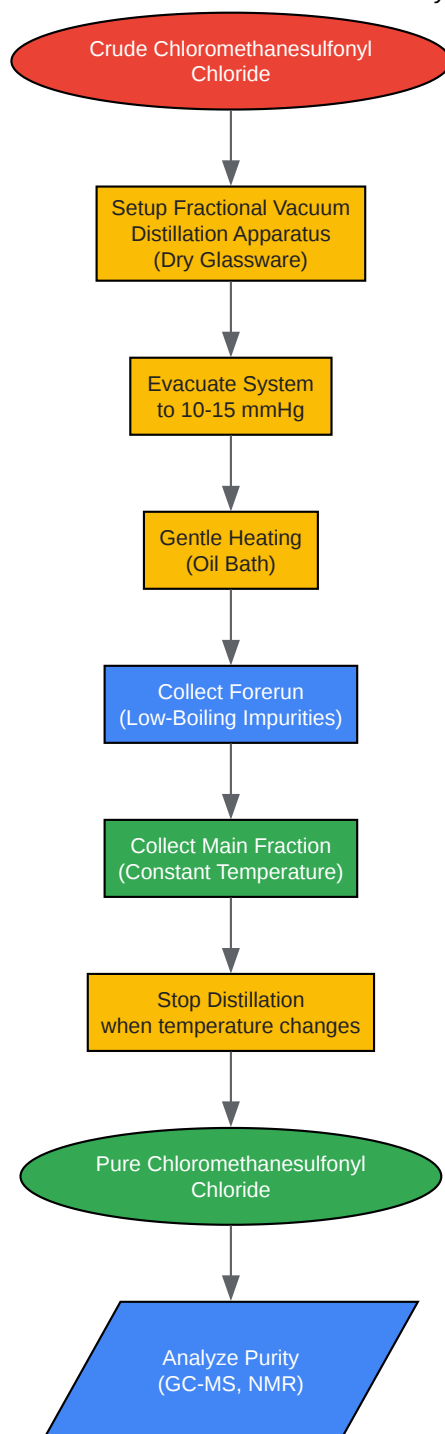 Crude Chloromethanesulfonyl
Chloride
Setup Fractional Vacuum
Distillation Apparatus
(Dry Glassware)
Evacuate System
to 10-15 mmHg
Gentle Heating
(Oil Bath)
Collect Forerun
(Low-Boiling Impurities)
Collect Main Fraction
(Constant Temperature)
Stop Distillation
when temperature changes
Pure Chloromethanesulfonyl
Chloride
Analyze Purity
(GC-MS, NMR)